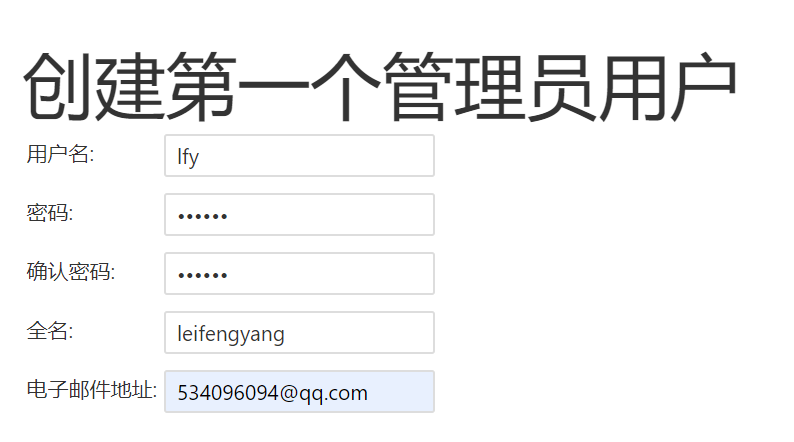 创建第一个管理员用户
用户名: lfy
密码: ••••••
确认密码: ••••••
全名: leifengyang
电子邮件地址: 534096094@qq.com